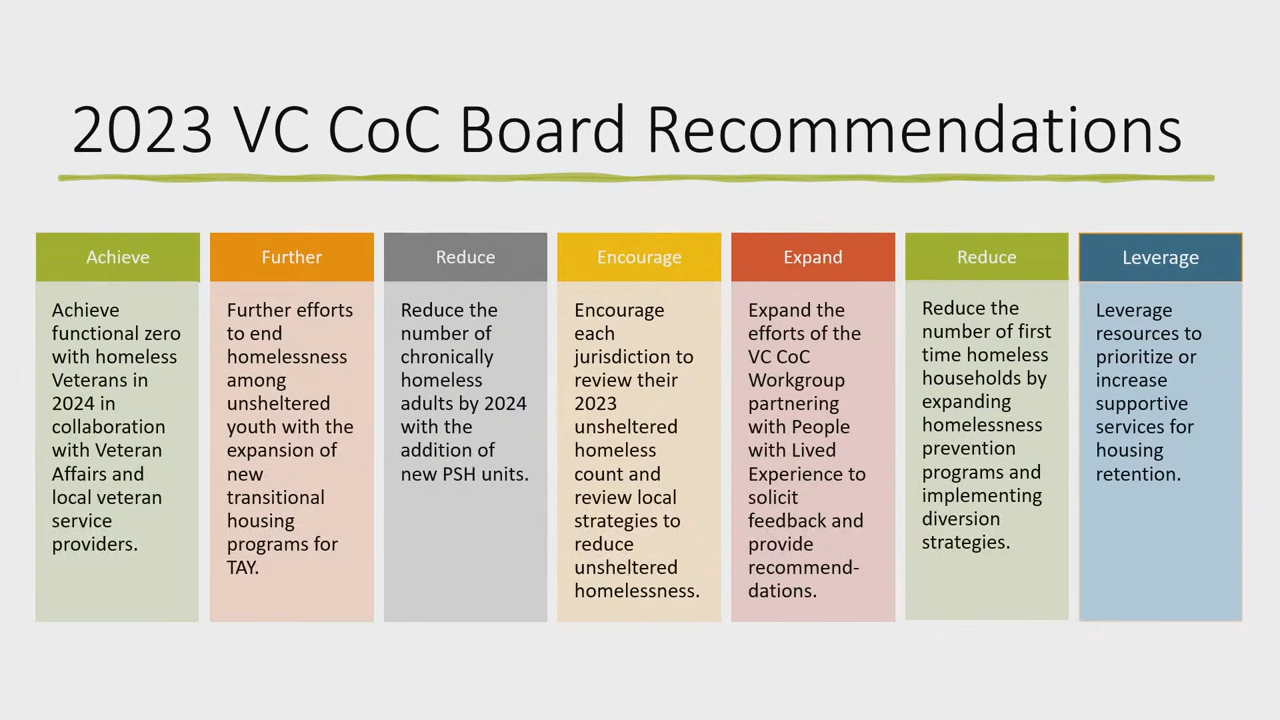 2023 VC CoC Board Recommendations
Achieve
Achieve
functional zero
with homeless
Veterans in
2024 in
collaboration
with Veteran
Affairs and
local veteran
service
providers.
Further
Further efforts
to end
homelessness
among
unsheltered
youth with the
expansion of
new
transitional
housing
programs for
TAY.
Reduce
Reduce the
number of
chronically
homeless
adults by 2024
with the
addition of
new PSH units.
Encourage
Encourage
each
jurisdiction to
review their
2023
unsheltered
homeless
count and
review local
strategies to
reduce
unsheltered
homelessness.
Expand
Expand the
efforts of the
VC CoC
Workgroup
partnering
with People
with Lived
Experience to
solicit
feedback and
provide
recommend-
dations.
Reduce
Reduce the
number of first
time homeless
households by
expanding
homelessness
prevention
programs and
implementing
diversion
strategies.
Leverage
Leverage
resources to
prioritize or
increase
supportive
services for
housing
retention.